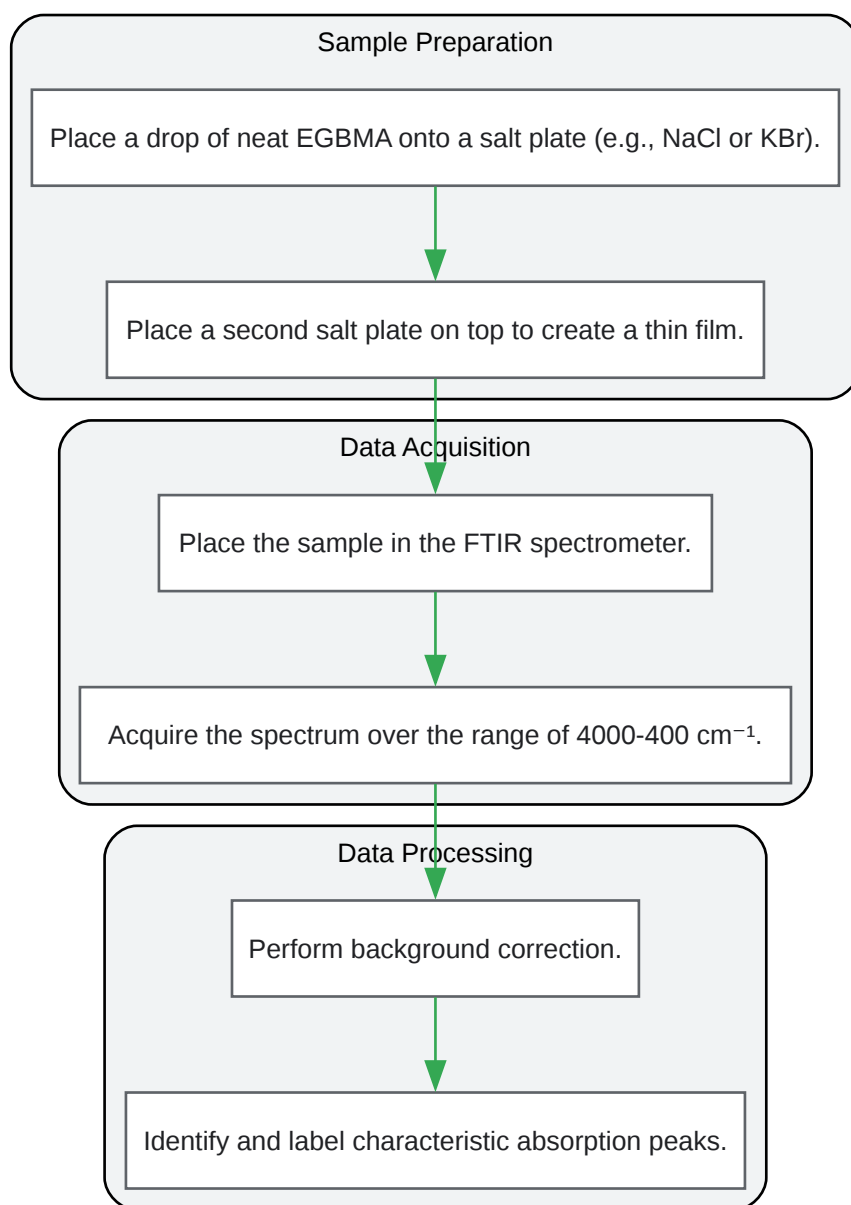 Sample Preparation
Place a drop of neat EGBMA onto a salt plate (e.g., NaCl or KBr).
Place a second salt plate on top to create a thin film.
Data Acquisition
Place the sample in the FTIR spectrometer.
Acquire the spectrum over the range of 4000-400 cm⁻¹.
Data Processing
Perform background correction.
Identify and label characteristic absorption peaks.